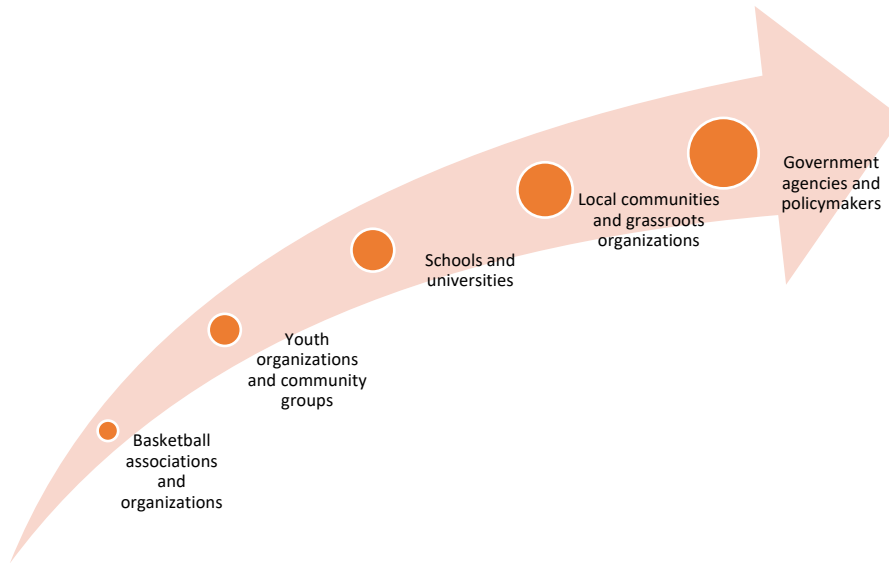 Basketball
associations
and
organizations
Youth
organizations
and community
groups
Schools and
universities
Local communities
and grassroots
organizations
Government
agencies and
policymakers